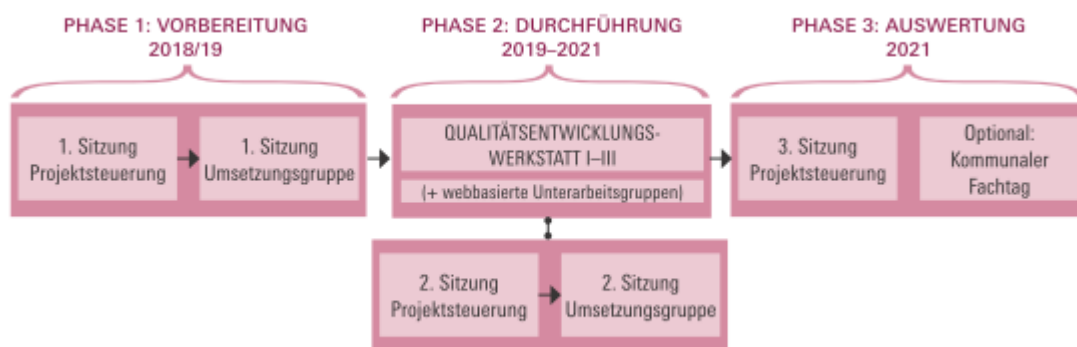 PHASE 1: VORBEREITUNG
2018/19
PHASE 2: DURCHFÜHRUNG
2019–2021
PHASE 3: AUSWERTUNG
2021
1. Sitzung
Projektsteuerung
1. Sitzung
Umsetzungsgruppe
QUALITÄTSENTWICKLUNGS-
WERKSTATT I–III
(+ webbasierte Unterarbeitsgruppen)
3. Sitzung
Projektsteuerung
Optional:
Kommunaler
Fachtag
2. Sitzung
Projektsteuerung
2. Sitzung
Umsetzungsgruppe